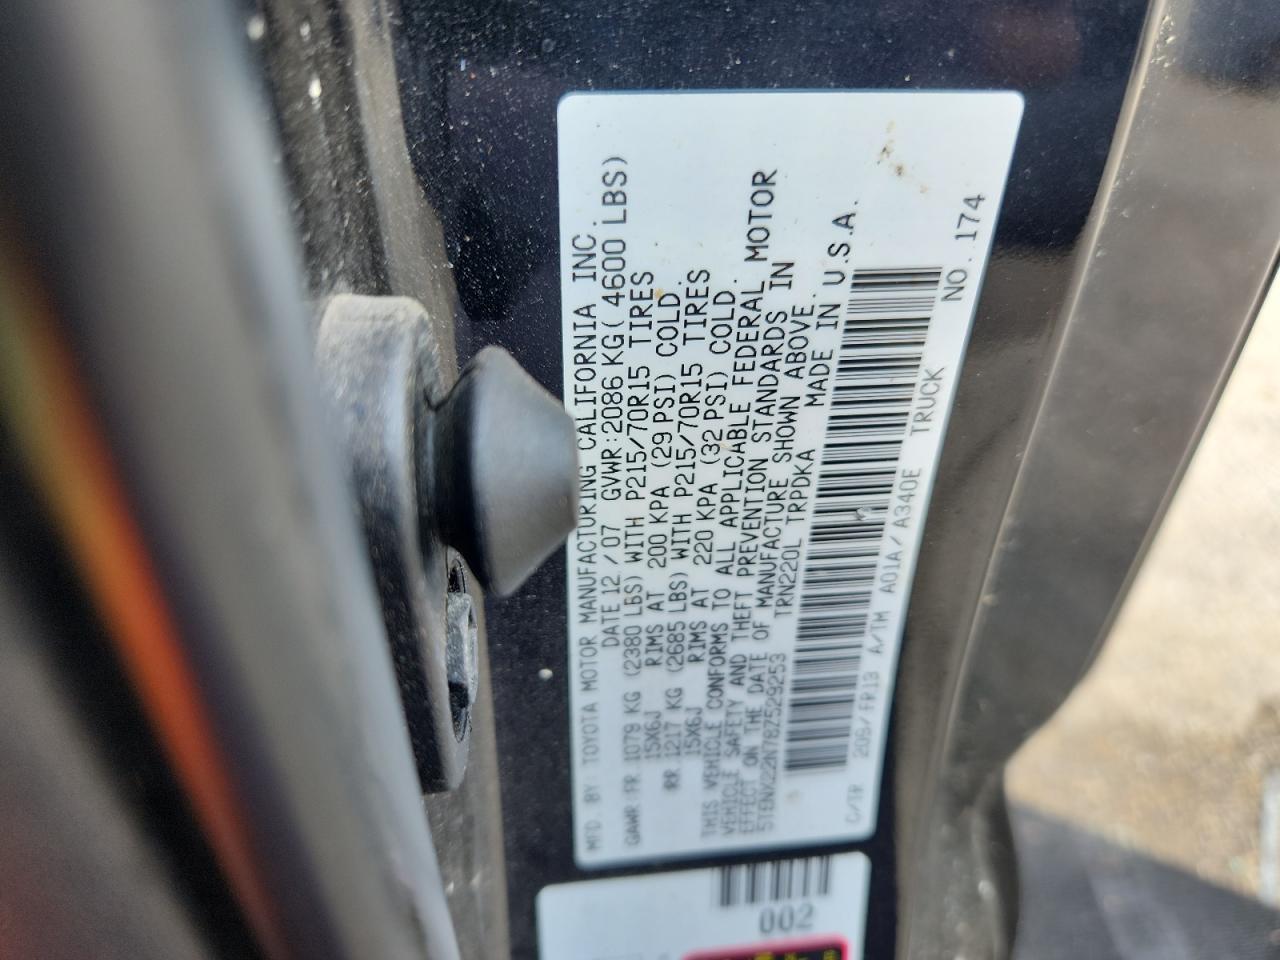 MFD. BY: TOYOTA MOTOR MANUFACTURING CALIFORNIA INC.
DATE 12/07 GVWR:2086 KG( 4600 LBS)
GAWR:FR 1079 KG (2380 LBS) WITH P215/70R15 TIRES
15X6J RIMS AT 200 KPA (29 PSI) COLD.
RR 1217 KG (2685 LBS) WITH P215/70R15 TIRES
15X6J RIMS AT 220 KPA (32 PSI) COLD.
THIS VEHICLE CONFORMS TO ALL APPLICABLE FEDERAL MOTOR
VEHICLE SAFETY AND THEFT PREVENTION STANDARDS IN
EFFECT ON THE DATE OF MANUFACTURE SHOWN ABOVE.
5TENX22N78Z529253 TRN220L TRPDKA MADE IN U.S.A.
C/TR 209/FR13 A/TM A01A/A340E TRUCK NO. 174
002